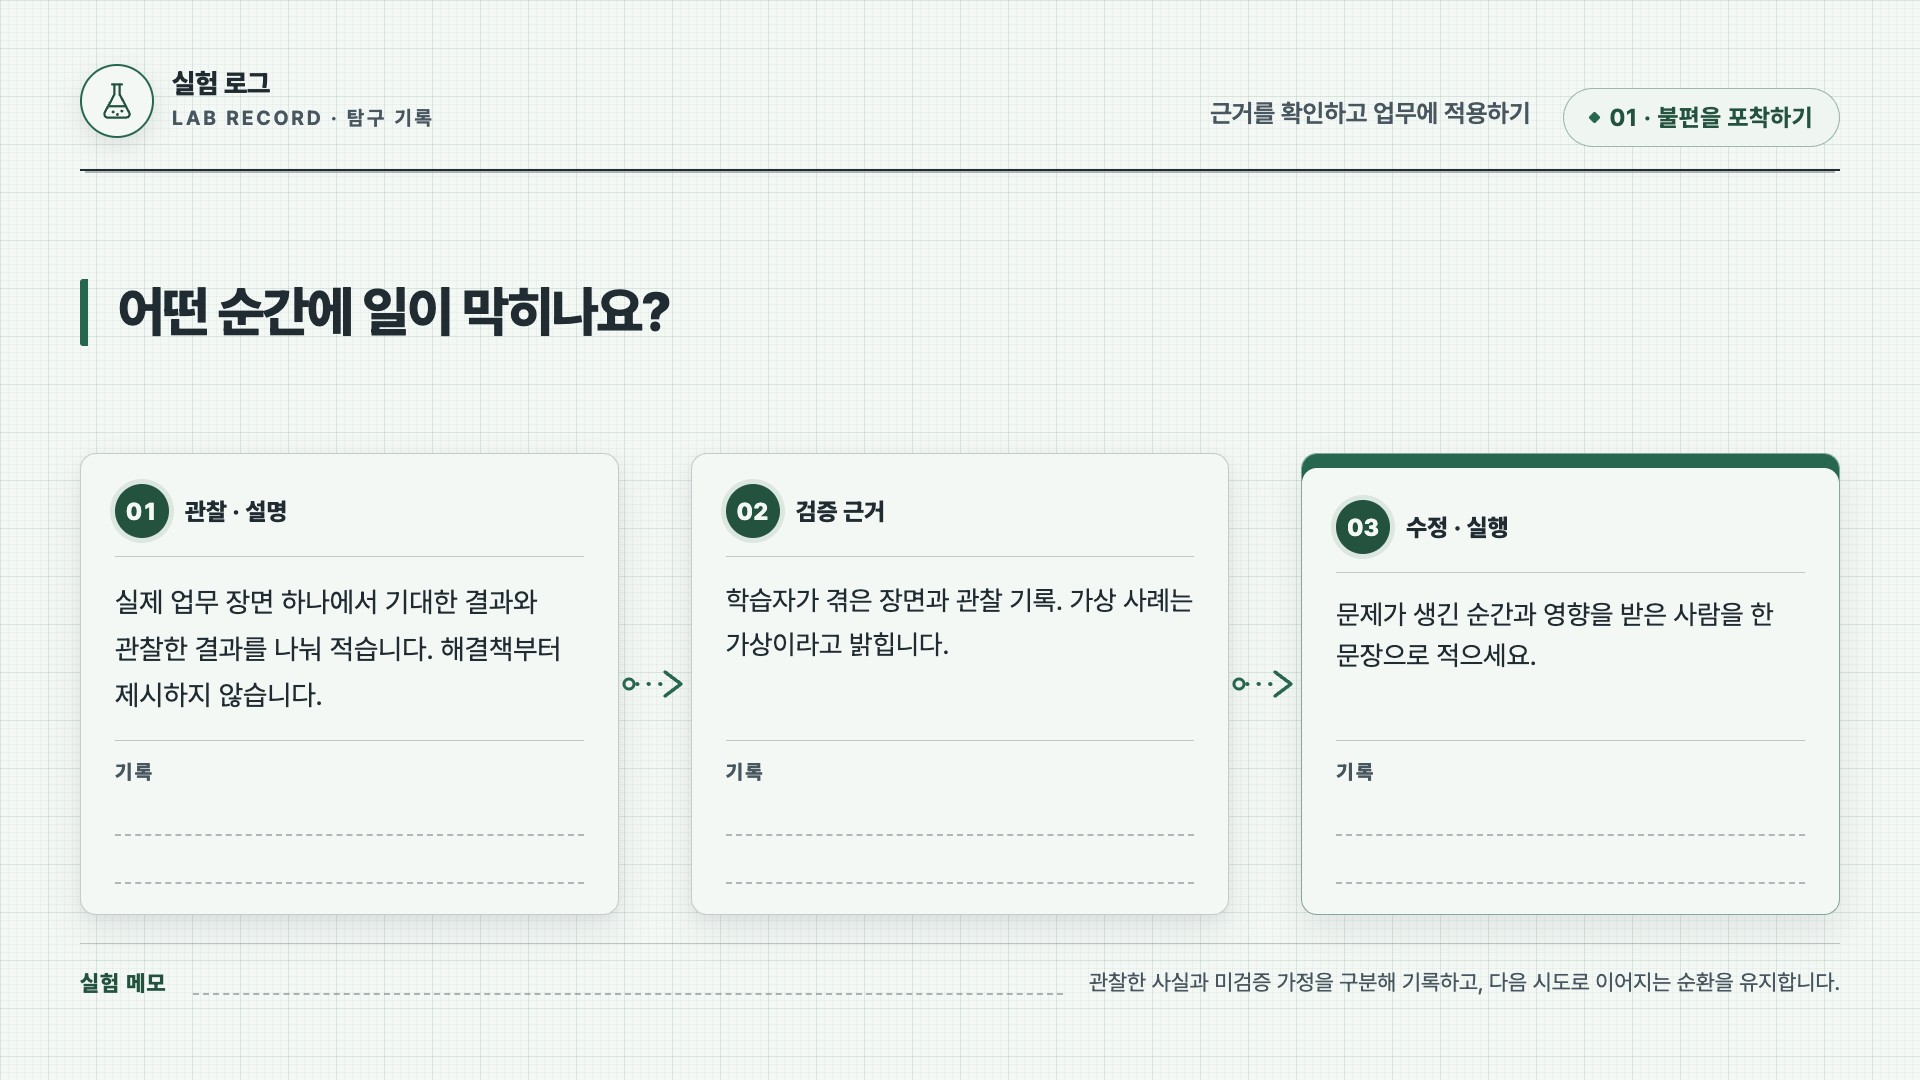 실험 로그
LAB RECORD · 탐구 기록
근거를 확인하고 업무에 적용하기
01 · 불편을 포착하기
어떤 순간에 일이 막히나요?
01 관찰 · 설명
실제 업무 장면 하나에서 기대한 결과와
관찰한 결과를 나눠 적습니다. 해결책부터
제시하지 않습니다.
기록
02 검증 근거
학습자가 겪은 장면과 관찰 기록. 가상 사례는
가상이라고 밝힙니다.
기록
03 수정 · 실행
문제가 생긴 순간과 영향을 받은 사람을 한
문장으로 적으세요.
기록
실험 메모
관찰한 사실과 미검증 가정을 구분해 기록하고, 다음 시도로 이어지는 순환을 유지합니다.